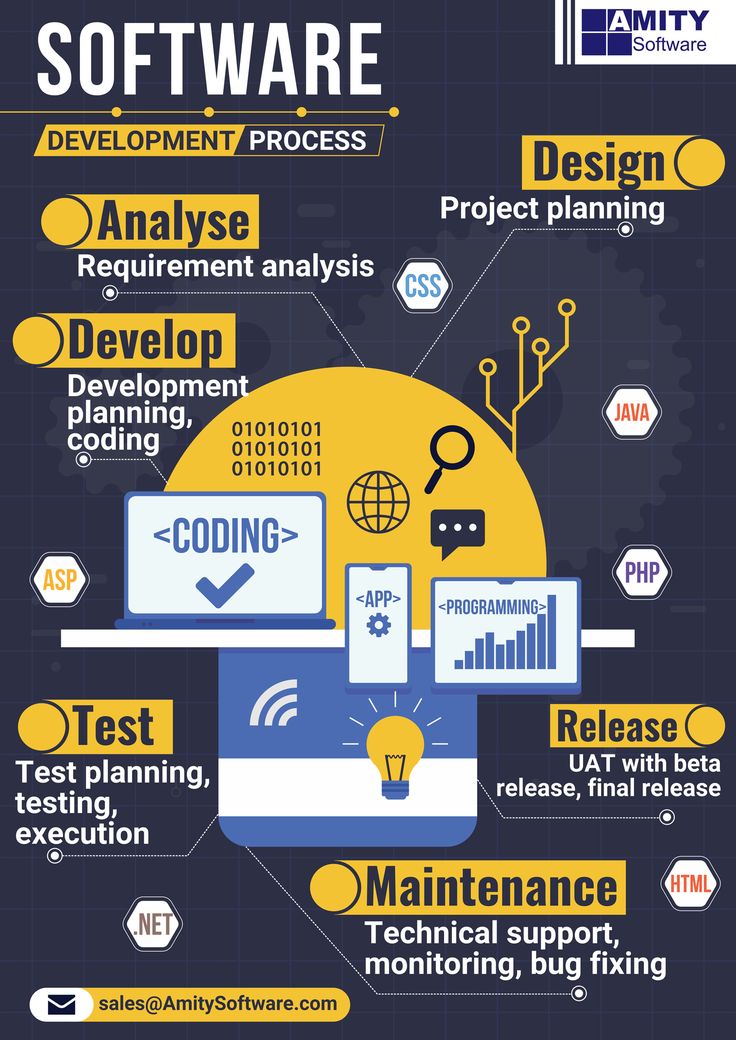 SOFTWARE
DEVELOPMENT PROCESS
AMITY
Software
Design
Project planning
Analyse
Requirement analysis
CSS
Develop
Development
planning,
coding
JAVA
01010101
01010101
01010101
<CODING>
ASP
PHP
<APP>
<PROGRAMMING>
Test
Test planning,
testing,
execution
Release
UAT with beta
release, final release
Maintenance
Technical support,
monitoring, bug fixing
HTML
.NET
sales@AmitySoftware.com